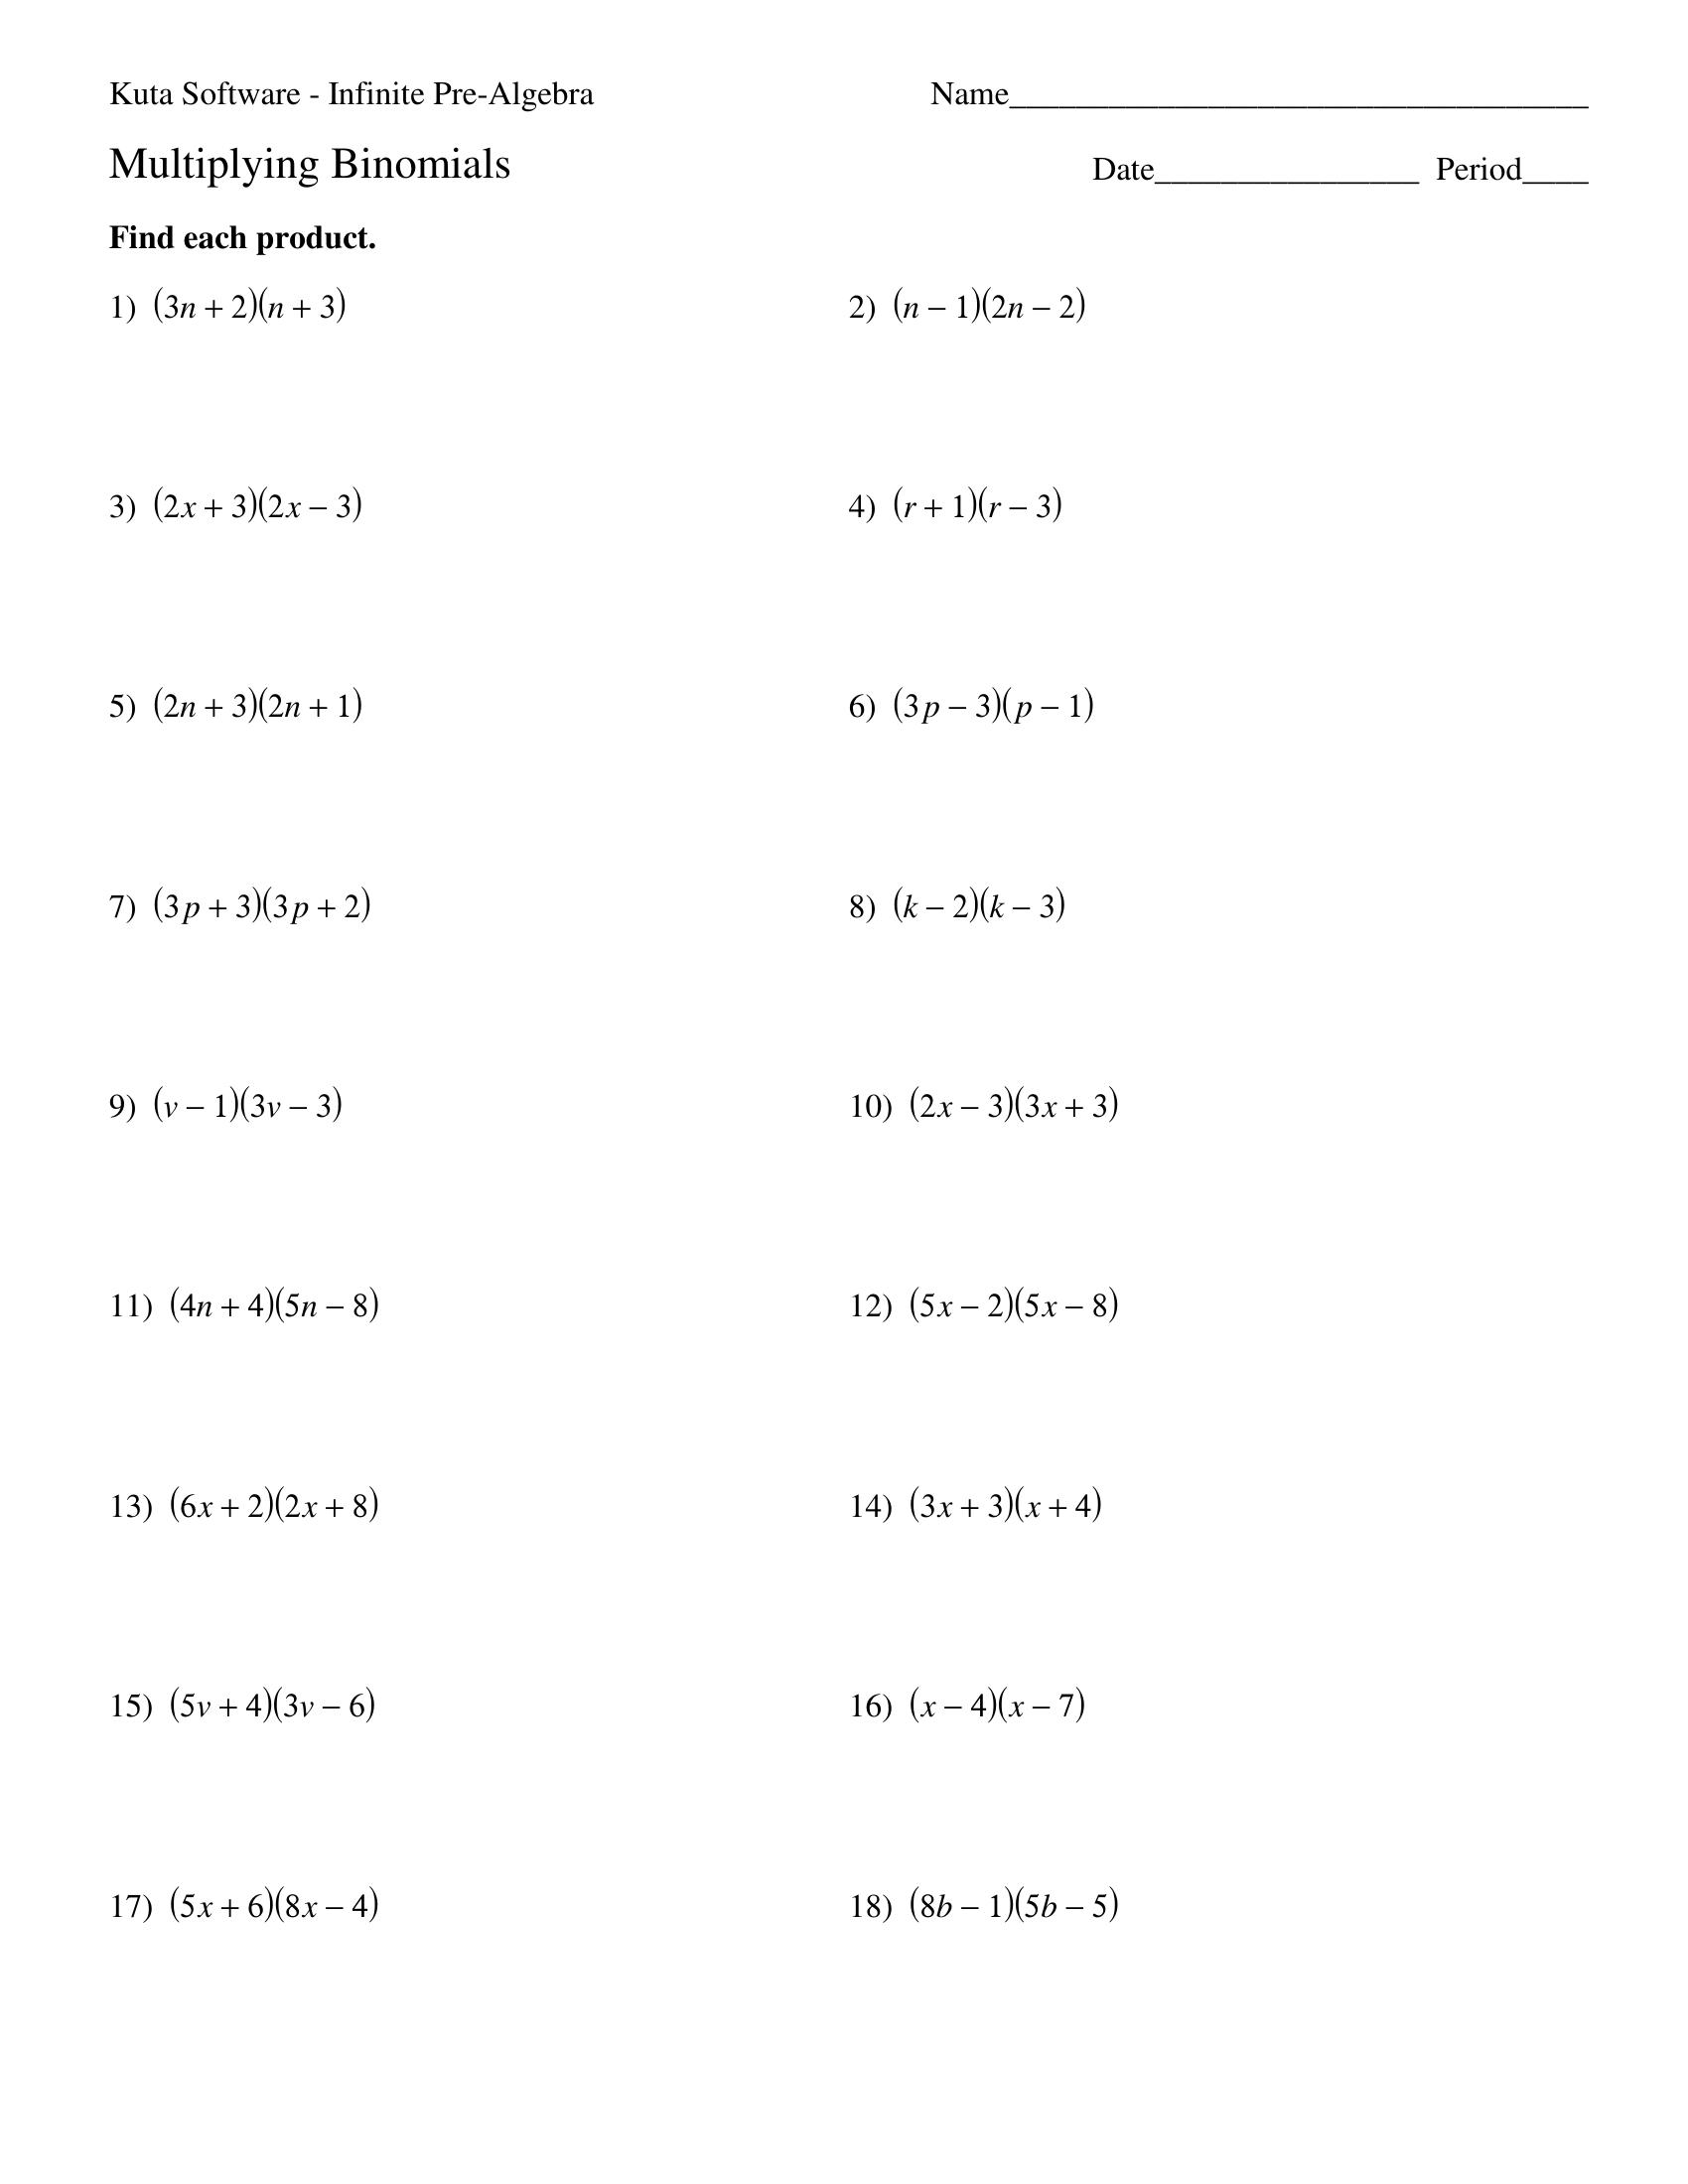 Kuta Software - Infinite Pre-Algebra Name___________________________________
Multiplying Binomials Date________________ Period____
Find each product.
1) (3n + 2)(n + 3) 2) (n − 1)(2n − 2)
3) (2x + 3)(2x − 3) 4) (r + 1)(r − 3)
5) (2n + 3)(2n + 1) 6) (3p − 3)(p − 1)
7) (3p + 3)(3p + 2) 8) (k − 2)(k − 3)
9) (v − 1)(3v − 3) 10) (2x − 3)(3x + 3)
11) (4n + 4)(5n − 8) 12) (5x − 2)(5x − 8)
13) (6x + 2)(2x + 8) 14) (3x + 3)(x + 4)
15) (5v + 4)(3v − 6) 16) (x − 4)(x − 7)
17) (5x + 6)(8x − 4) 18) (8b − 1)(5b − 5)